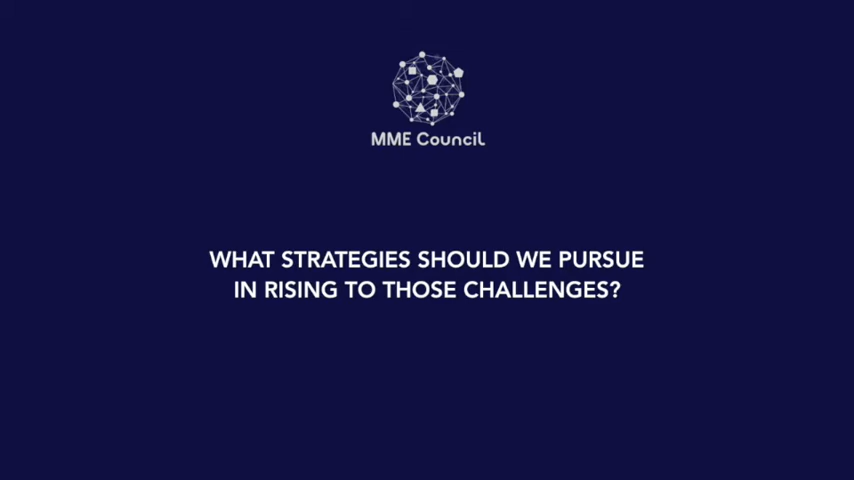 MME Council
WHAT STRATEGIES SHOULD WE PURSUE
IN RISING TO THOSE CHALLENGES?